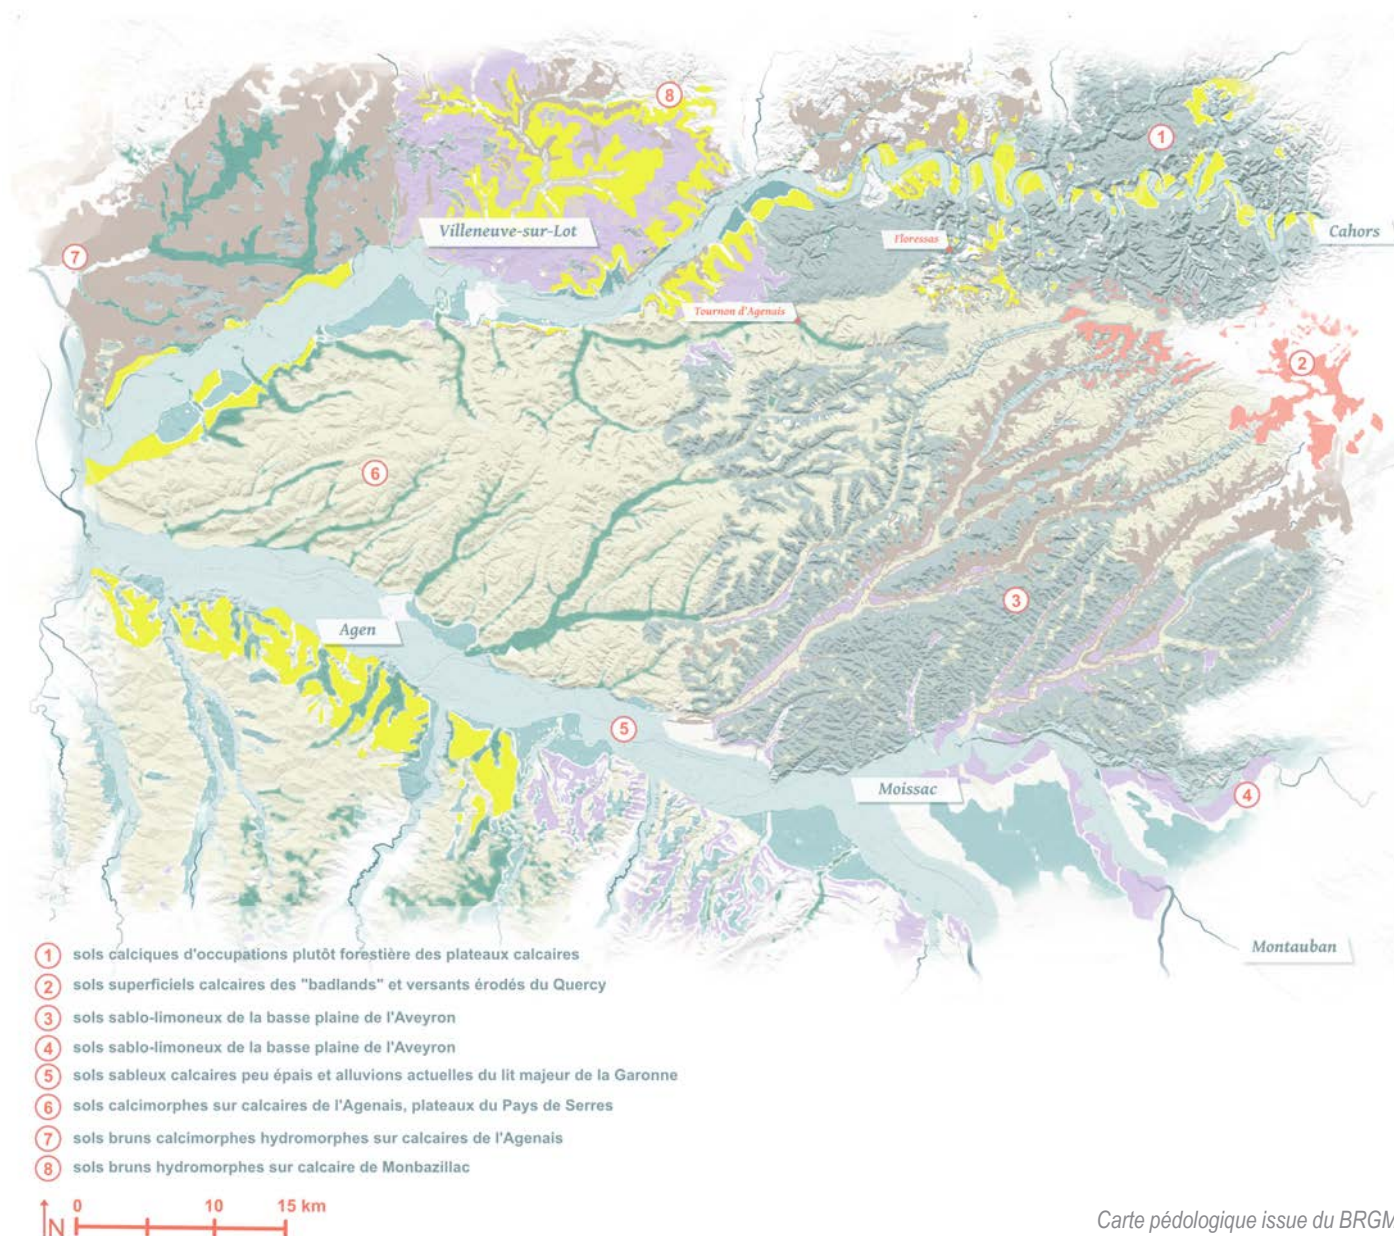 8
1
7
Villeneuve-sur-Lot
Floressas
Cahors
Tournon d'Agenais
2
6
3
Agen
5
Moissac
4
Montauban
1 sols calciques d'occupations plutôt forestière des plateaux calcaires
2 sols superficiels calcaires des "badlands" et versants érodés du Quercy
3 sols sablo-limoneux de la basse plaine de l'Aveyron
4 sols sablo-limoneux de la basse plaine de l'Aveyron
5 sols sableux calcaires peu épais et alluvions actuelles du lit majeur de la Garonne
6 sols calcimorphes sur calcaires de l'Agenais, plateaux du Pays de Serres
7 sols bruns calcimorphes hydromorphes sur calcaires de l'Agenais
8 sols bruns hydromorphes sur calcaire de Monbazillac
N 0 10 15 km
Carte pédologique issue du BRGM